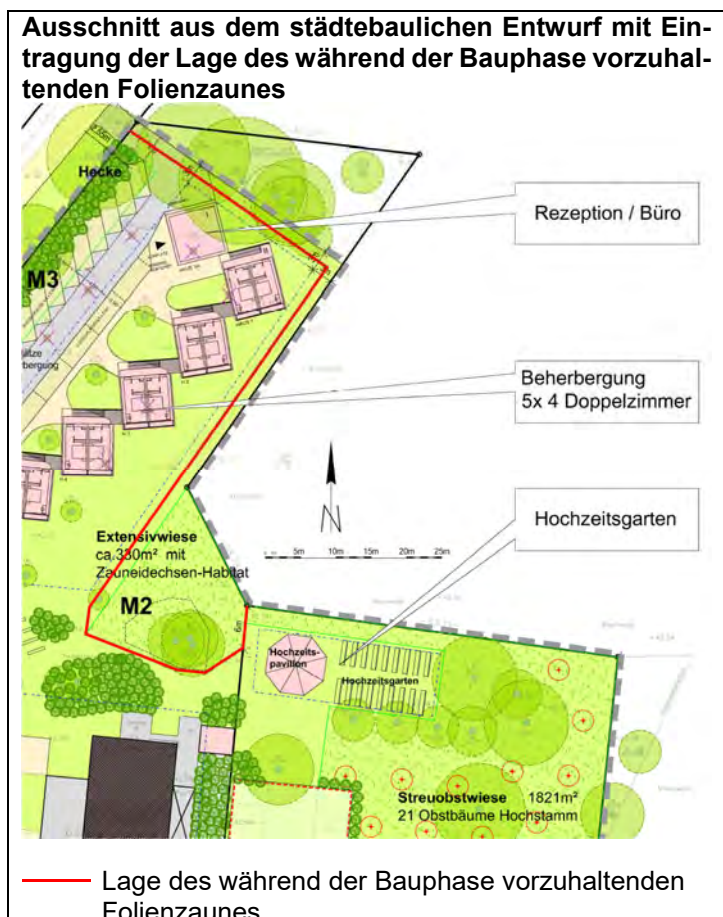 Ausschnitt aus dem städtebaulichen Entwurf mit Ein-
tragung der Lage des während der Bauphase vorzuhal-
tenden Folienzaunes
Hecke
Rezeption / Büro
M3
Beherbergung
5x 4 Doppelzimmer
N
5m 10m 15m 20m 25m
Hochzeitsgarten
Extensivwiese
ca.330m² mit
Zauneidechsen-Habitat
M2
6m
Hochzeits-
pavillon
Hochzeitsgarten
Streuobstwiese 1821m²
21 Obstbäume Hochstamm
Lage des während der Bauphase vorzuhaltenden
Folienzaunes